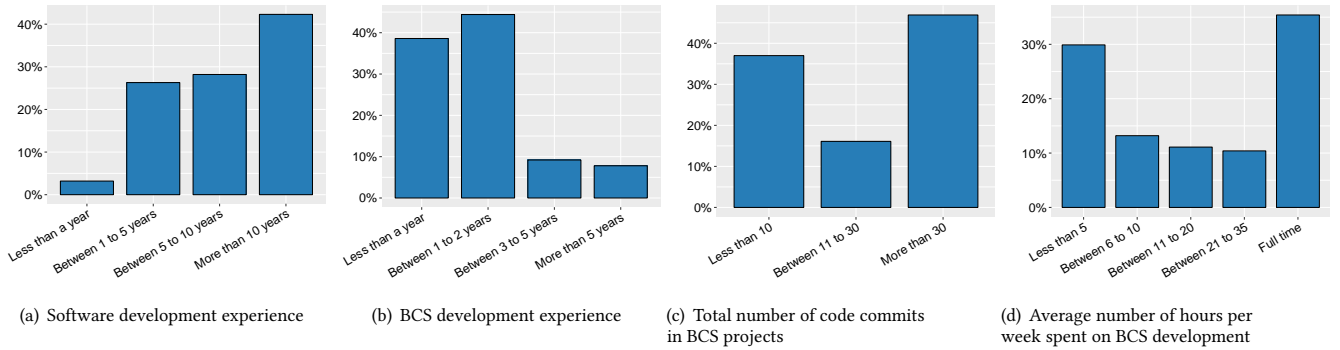 40%
30%
20%
10%
0%
Less than a year
Between 1 to 5 years
Between 5 to 10 years
More than 10 years
(a) Software development experience
40%
30%
20%
10%
0%
Less than a year
Between 1 to 2 years
Between 3 to 5 years
More than 5 years
(b) BCS development experience
40%
20%
0%
Less than 10
Between 11 to 30
More than 30
(c) Total number of code commits
in BCS projects
30%
20%
10%
0%
Less than 5
Between 6 to 10
Between 11 to 20
Between 21 to 35
Full time
(d) Average number of hours per
week spent on BCS development